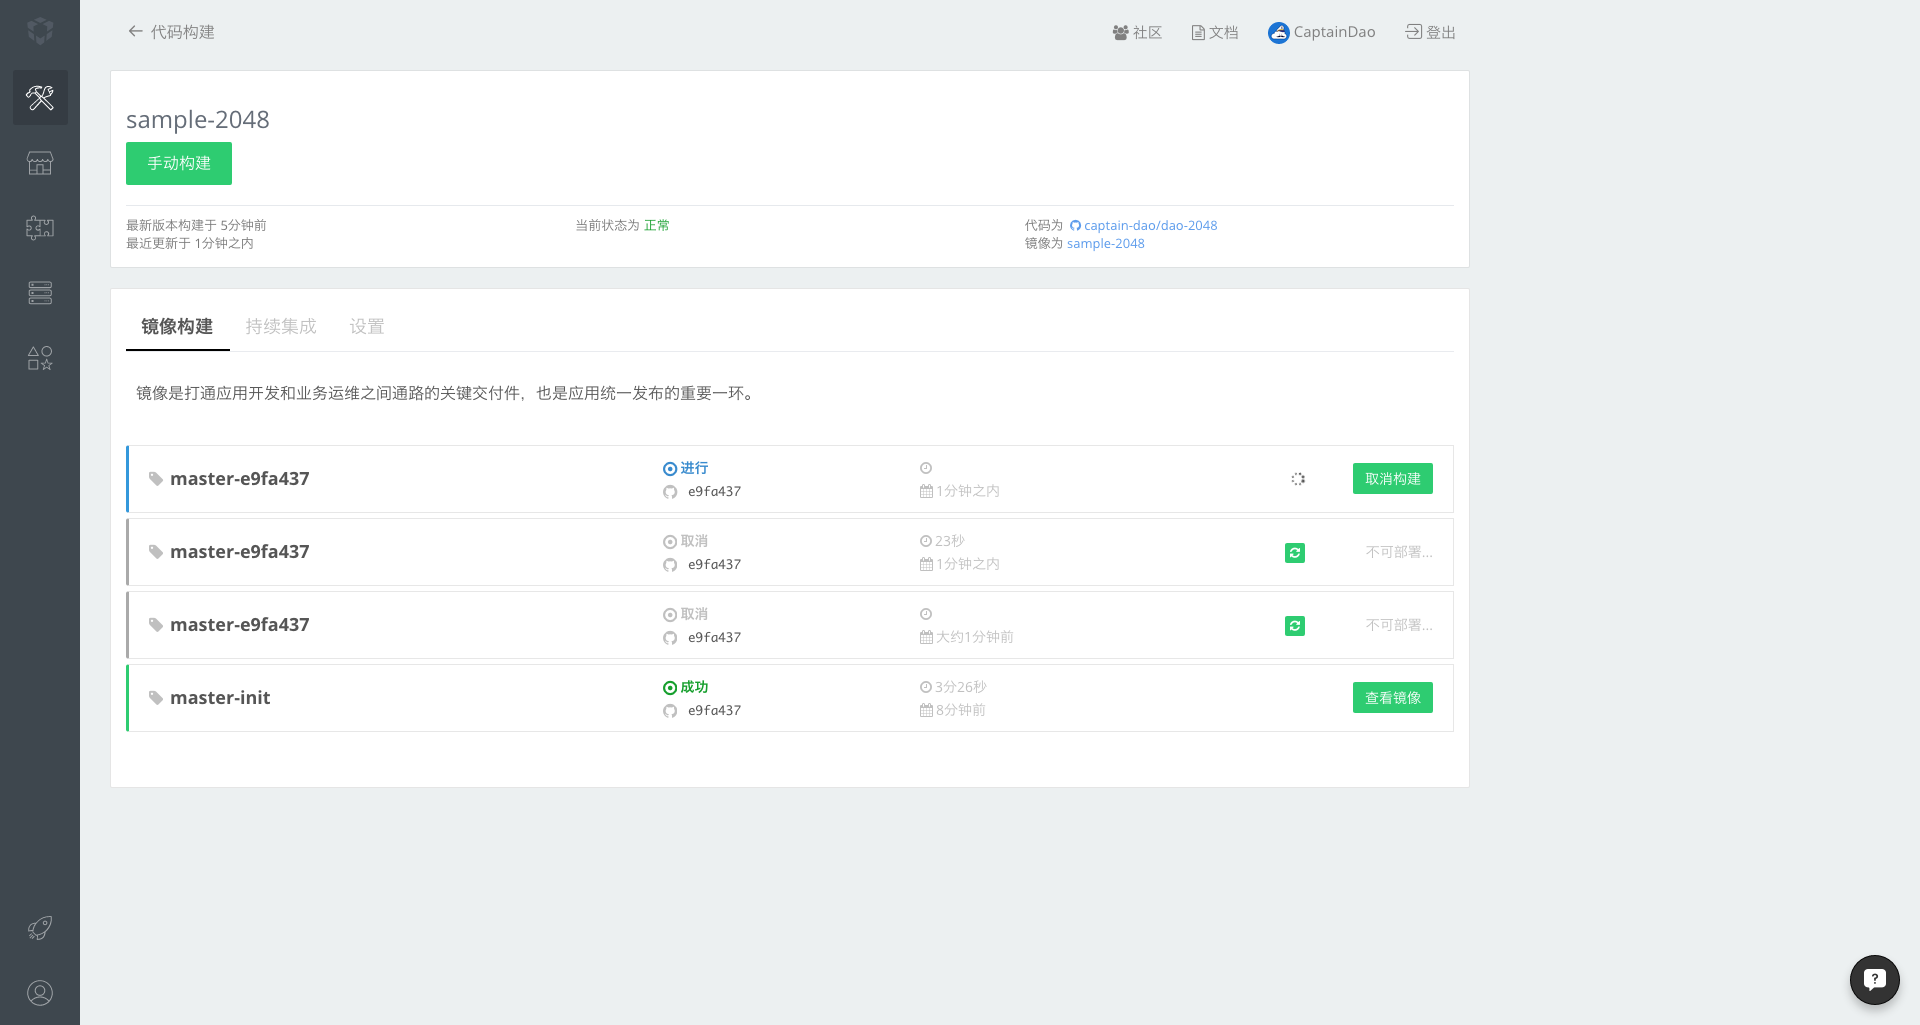 代码构建
社区 文档 CaptainDao 登出
sample-2048
手动构建
最新版本构建于 5分钟前
最近更新于 1分钟之内
当前状态为 正常
代码为 captain-dao/dao-2048
镜像为 sample-2048
镜像构建 持续集成 设置
镜像是打通应用开发和业务运维之间通路的关键交付件，也是应用统一发布的重要一环。
master-e9fa437
进行
e9fa437
1分钟之内
取消构建
master-e9fa437
取消
e9fa437
23秒
1分钟之内
不可部署...
master-e9fa437
取消
e9fa437
大约1分钟前
不可部署...
master-init
成功
e9fa437
3分26秒
8分钟前
查看镜像
?